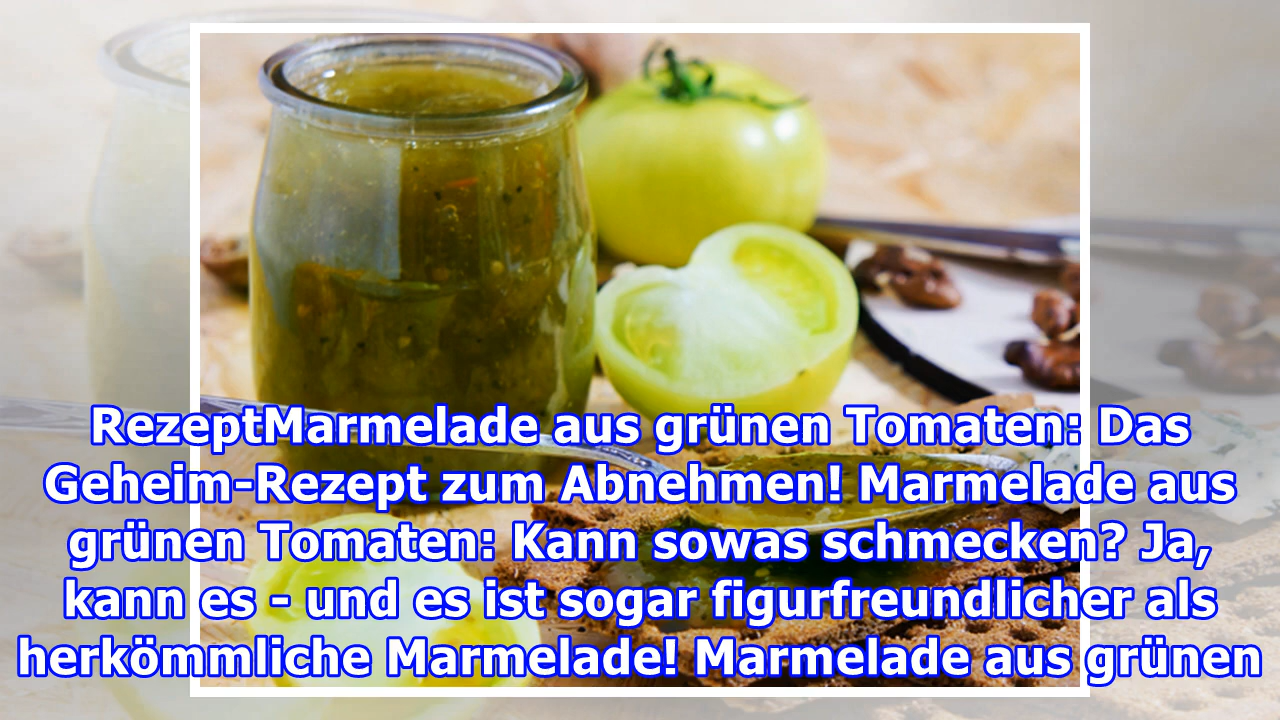 RezeptMarmelade aus grünen Tomaten: Das
Geheim-Rezept zum Abnehmen! Marmelade aus
grünen Tomaten: Kann sowas schmecken? Ja,
kann es - und es ist sogar figurfreundlicher als
herkömmliche Marmelade! Marmelade aus grünen